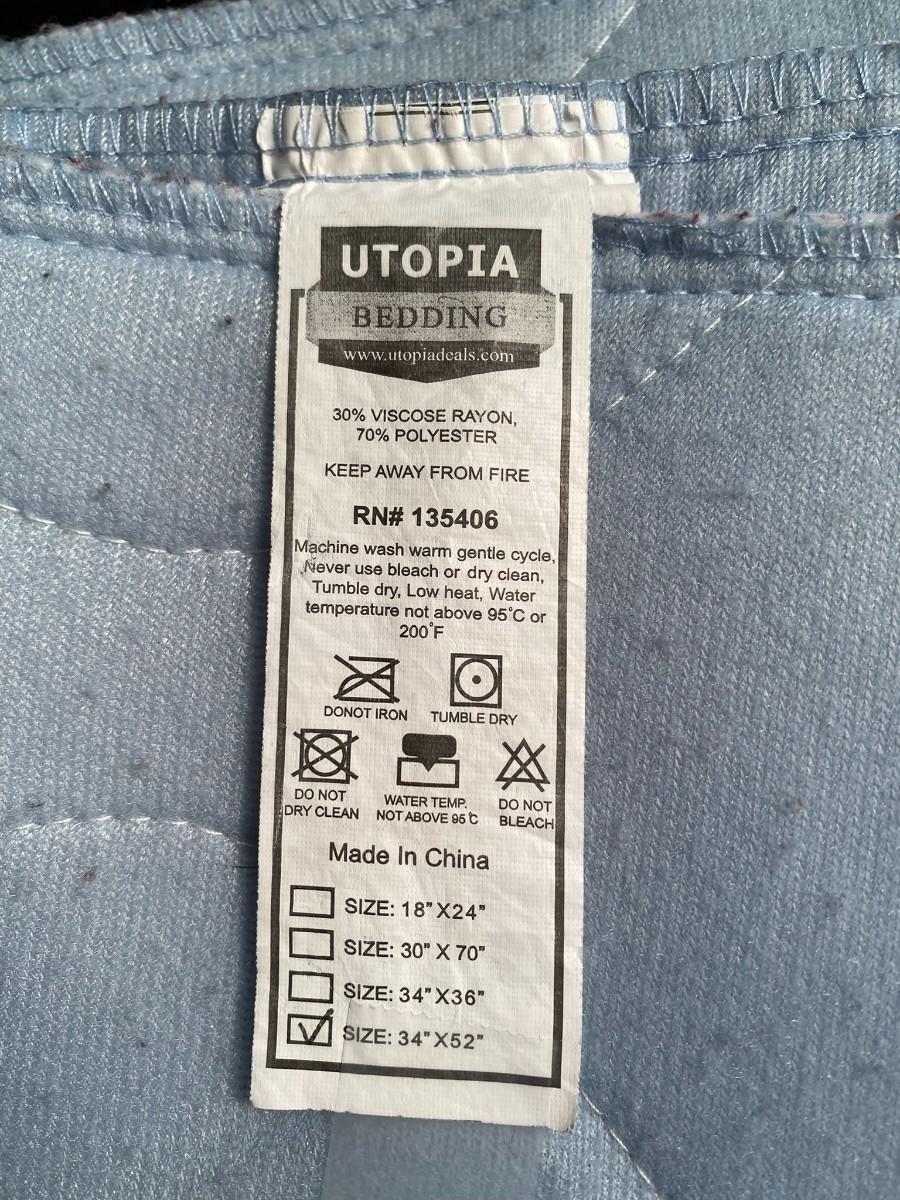 UTOPIA
BEDDING
www.utopiadeals.com
30% VISCOSE RAYON,
70% POLYESTER
KEEP AWAY FROM FIRE
RN# 135406
Machine wash warm gentle cycle,
Never use bleach or dry clean,
Tumble dry, Low heat, Water
temperature not above 95°C or
200°F
DONOT IRON
TUMBLE DRY
DO NOT
DRY CLEAN
WATER TEMP.
NOT ABOVE 95°C
DO NOT
BLEACH
Made In China
SIZE: 18" X24"
SIZE: 30" X 70"
SIZE: 34" X36"
SIZE: 34" X52"